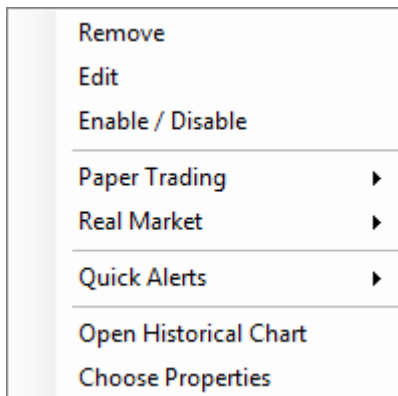 Remove
Edit
Enable / Disable
Paper Trading
Real Market
Quick Alerts
Open Historical Chart
Choose Properties